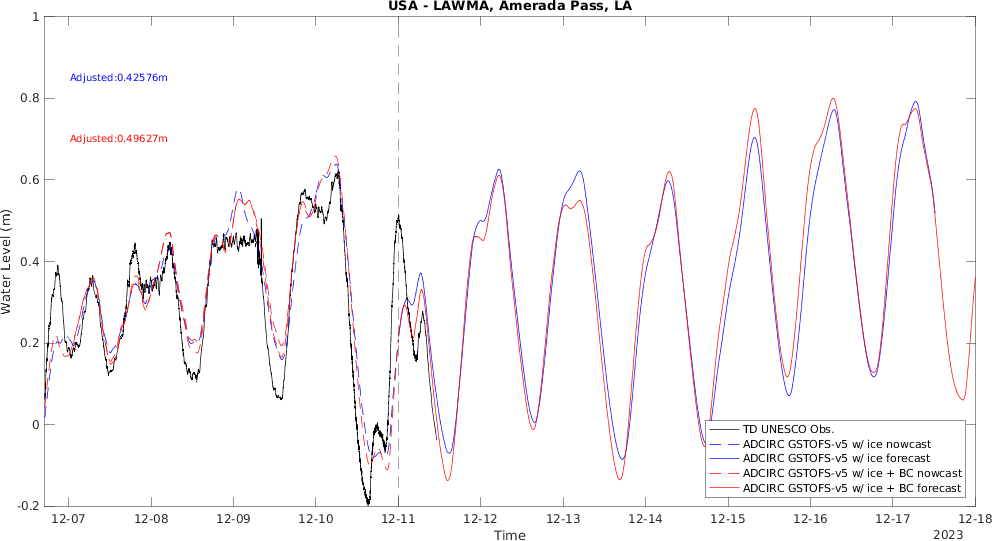 USA - LAWMA, Amerada Pass, LA
1
0.8
0.6
0.4
0.2
0
-0.2
Water Level (m)
Adjusted:0.42576m
Adjusted:0.49627m
TD UNESCO Obs.
ADCIRC GSTOFS-v5 w/ ice nowcast
ADCIRC GSTOFS-v5 w/ ice forecast
ADCIRC GSTOFS-v5 w/ ice + BC nowcast
ADCIRC GSTOFS-v5 w/ ice + BC forecast
12-07 12-08 12-09 12-10 12-11 12-12 12-13 12-14 12-15 12-16 12-17 12-18
Time
2023